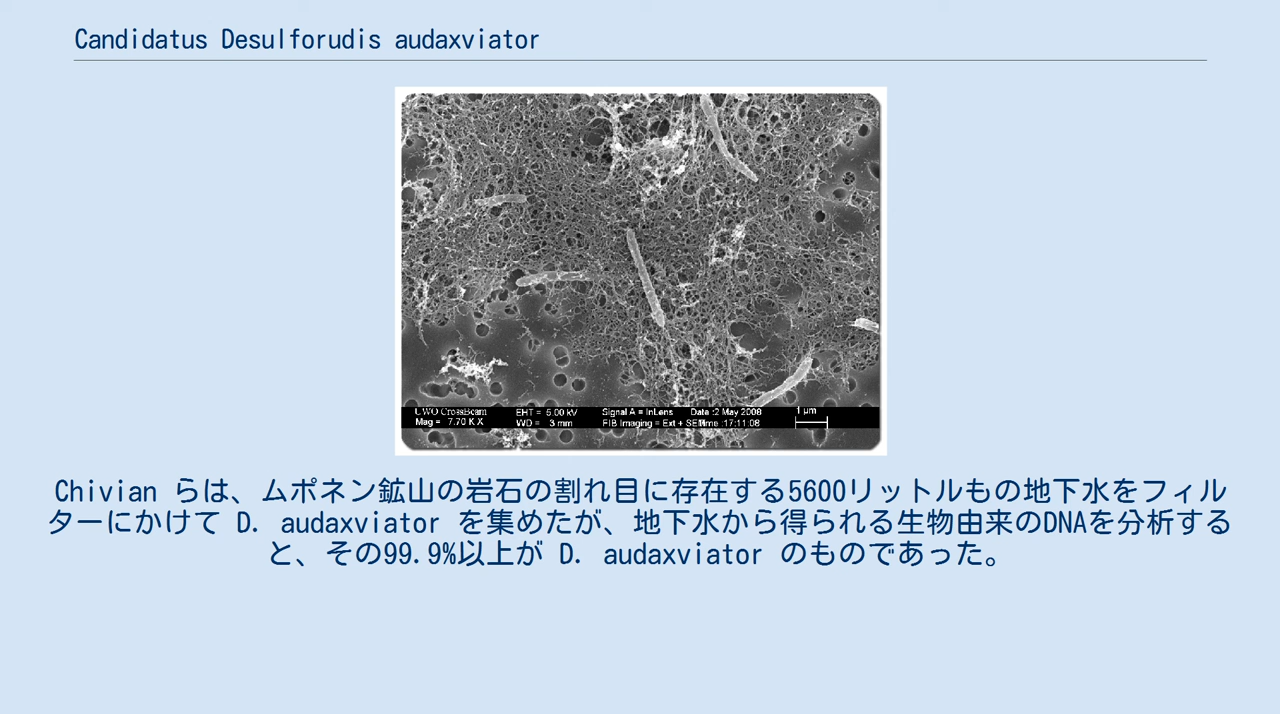 Candidatus Desulforudis audaxviator
UWO CrossBeam EHT = 5.00 kV Signal A = InLens Date :2 May 2008 1 µm
Mag = 7.70 K X WD = 3 mm FIB Imaging = Ext + SEM :17:11:08
Chivian らは、ムポネン鉱山の岩石の割れ目に存在する5600リットルもの地下水をフィル
ターにかけて D. audaxviator を集めたが、地下水から得られる生物由来のDNAを分析する
と、その99.9%以上が D. audaxviator のものであった。